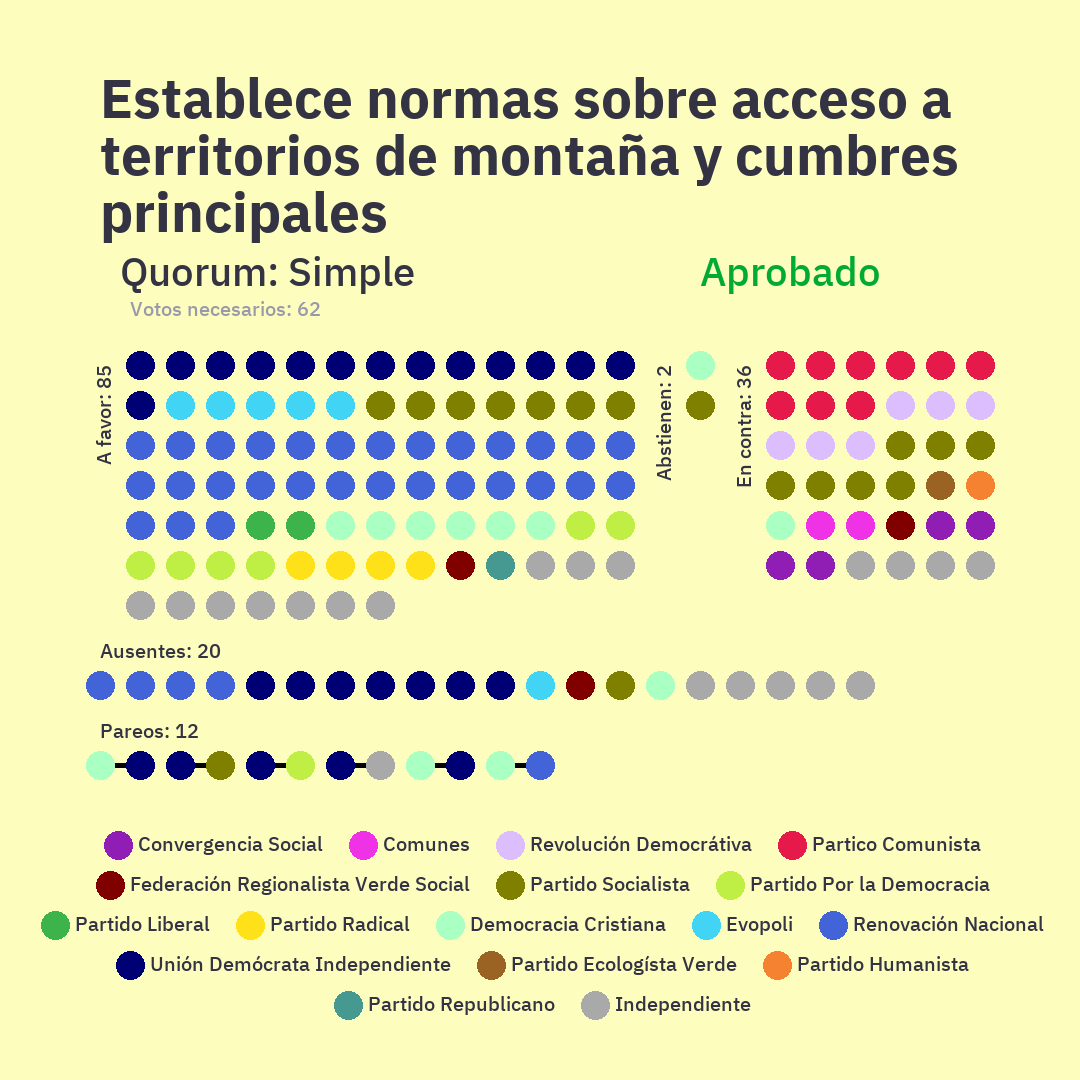 Establece normas sobre acceso a
territorios de montaña y cumbres
principales
Quorum: Simple
Aprobado
Votos necesarios: 62
A favor: 85
Abstienen: 2
En contra: 36
Ausentes: 20
Pareos: 12
Convergencia Social
Comunes
Revolución Democrátiva
Partico Comunista
Federación Regionalista Verde Social
Partido Socialista
Partido Por la Democracia
Partido Liberal
Partido Radical
Democracia Cristiana
Evopoli
Renovación Nacional
Unión Demócrata Independiente
Partido Ecologísta Verde
Partido Humanista
Partido Republicano
Independiente